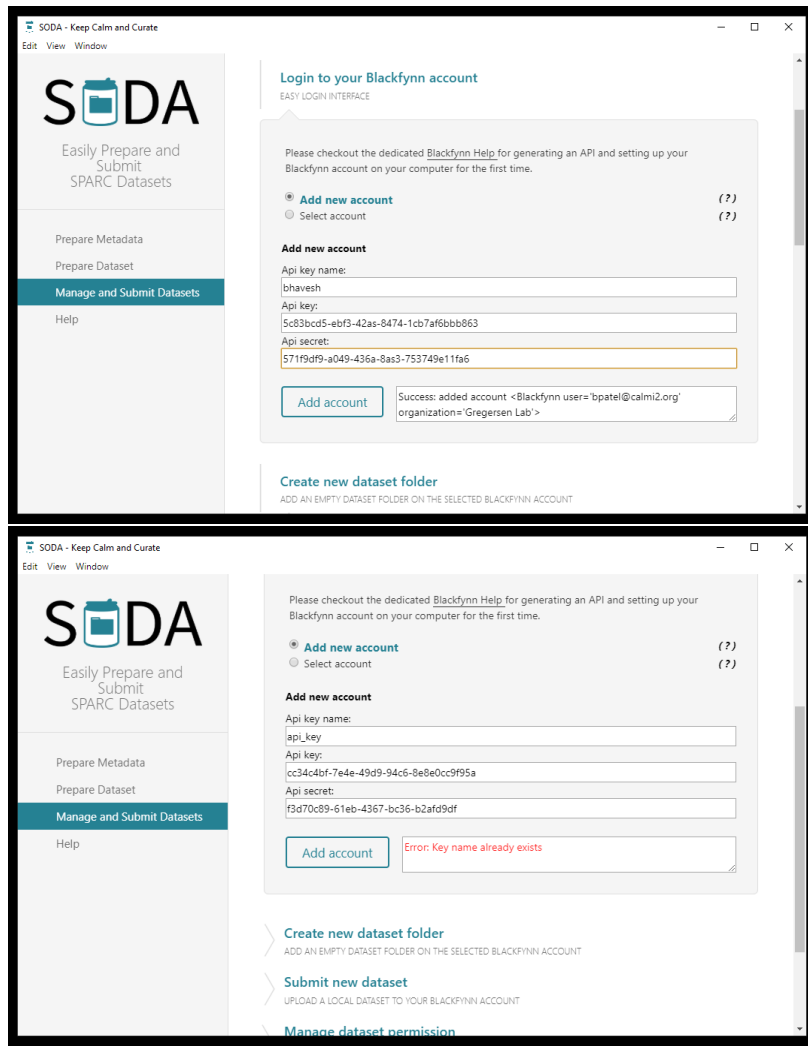 SODA - Keep Calm and Curate
Edit View Window
SODA
Easily Prepare and
Submit
SPARC Datasets
Prepare Metadata
Prepare Dataset
Manage and Submit Datasets
Help
Login to your Blackfynn account
EASY LOGIN INTERFACE
Please checkout the dedicated Blackfynn Help for generating an API and setting up your
Blackfynn account on your computer for the first time.
Add new account (?)
Select account (?)
Add new account
Api key name:
bhavesh
Api key:
5c83bcd5-ebf3-42as-8474-1cb7af6bbb863
Api secret:
571f9df9-a049-436a-8as3-753749e11fa6
Add account
Success: added account <Blackfynn user='bpatel@calmi2.org'
organization='Gregersen Lab'>
Create new dataset folder
ADD AN EMPTY DATASET FOLDER ON THE SELECTED BLACKFYNN ACCOUNT
SODA - Keep Calm and Curate
Edit View Window
SODA
Easily Prepare and
Submit
SPARC Datasets
Prepare Metadata
Prepare Dataset
Manage and Submit Datasets
Help
Please checkout the dedicated Blackfynn Help for generating an API and setting up your
Blackfynn account on your computer for the first time.
Add new account (?)
Select account (?)
Add new account
Api key name:
api_key
Api key:
cc34c4bf-7e4e-49d9-94c6-8e8e0cc9f95a
Api secret:
f3d70c89-61eb-4367-bc36-b2afd9df
Add account
Error: Key name already exists
Create new dataset folder
ADD AN EMPTY DATASET FOLDER ON THE SELECTED BLACKFYNN ACCOUNT
Submit new dataset
UPLOAD A LOCAL DATASET TO YOUR BLACKFYNN ACCOUNT
Manage dataset permission